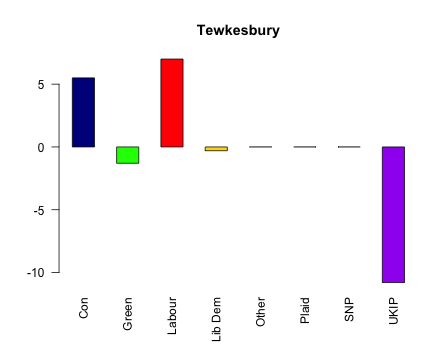 Tewkesbury
5
0
-5
-10
Con
Green
Labour
Lib Dem
Other
Plaid
SNP
UKIP